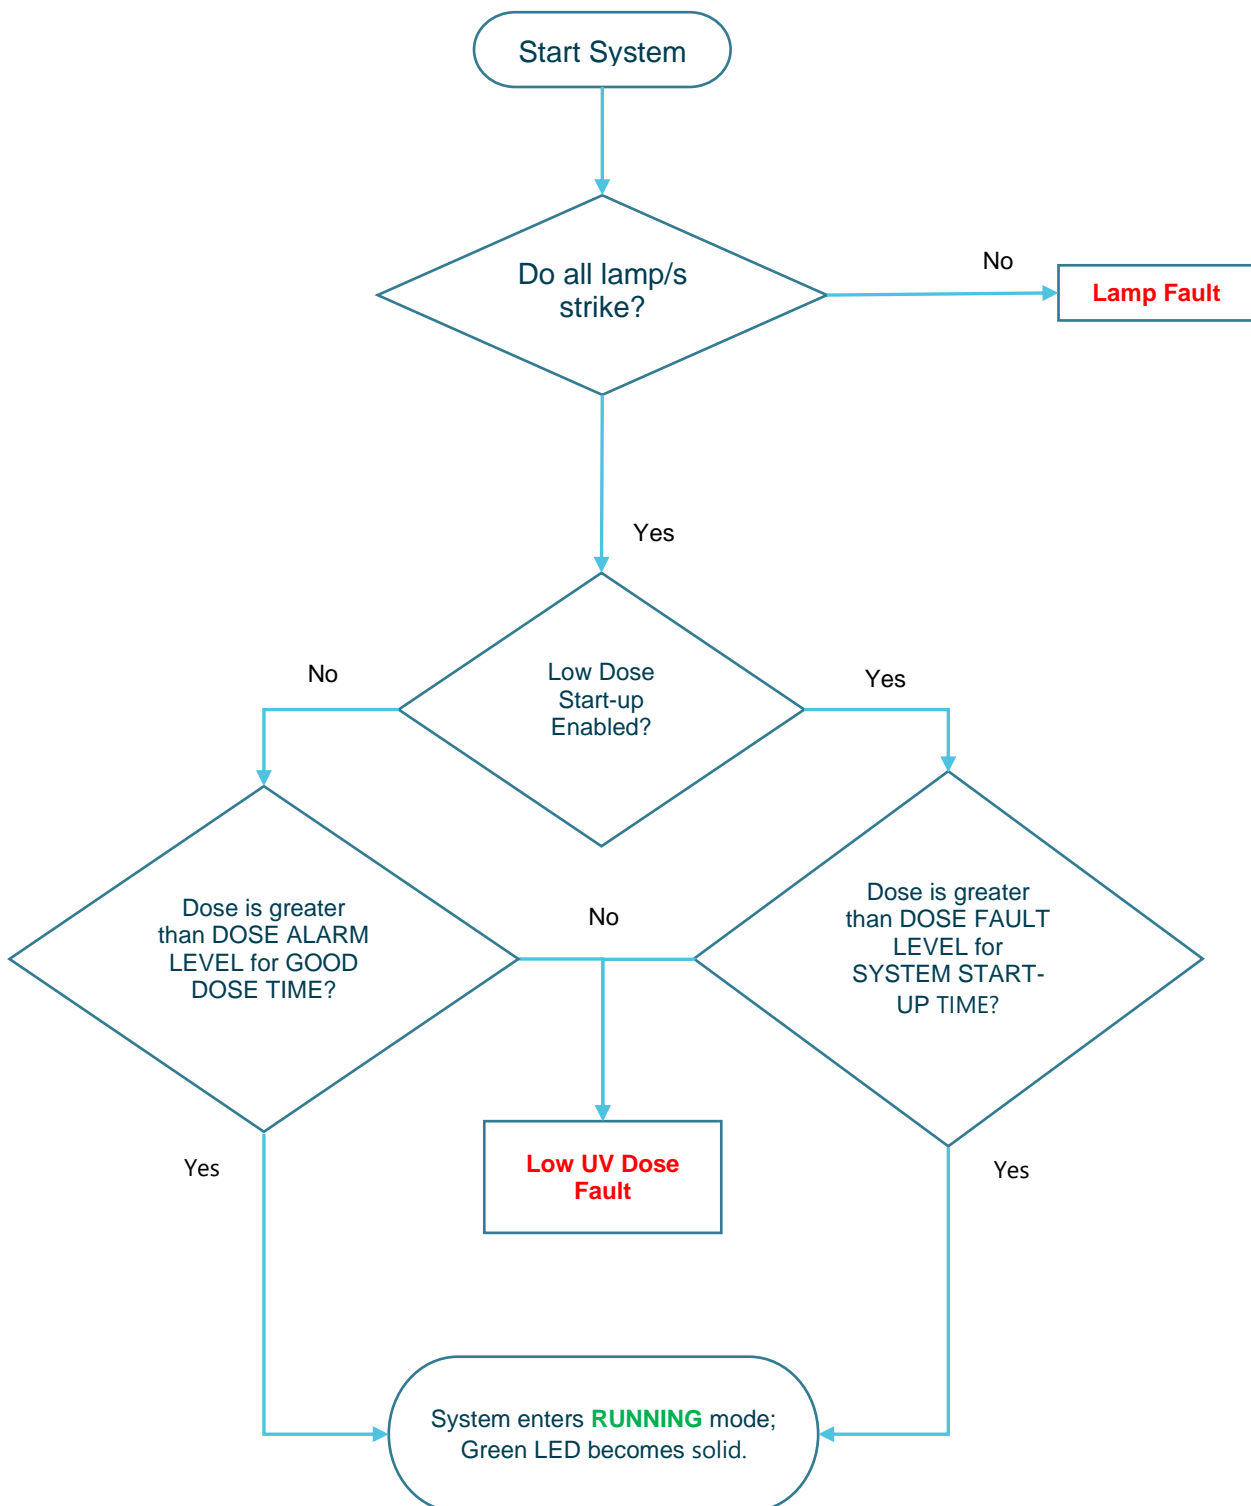 Start System
Do all lamp/s
strike?
No
Lamp Fault
Yes
Low Dose
Start-up
Enabled?
No
Yes
Dose is greater
than DOSE ALARM
LEVEL for GOOD
DOSE TIME?
No
Dose is greater
than DOSE FAULT
LEVEL for
SYSTEM START-
UP TIME?
Low UV Dose
Fault
Yes
Yes
System enters RUNNING mode;
Green LED becomes solid.